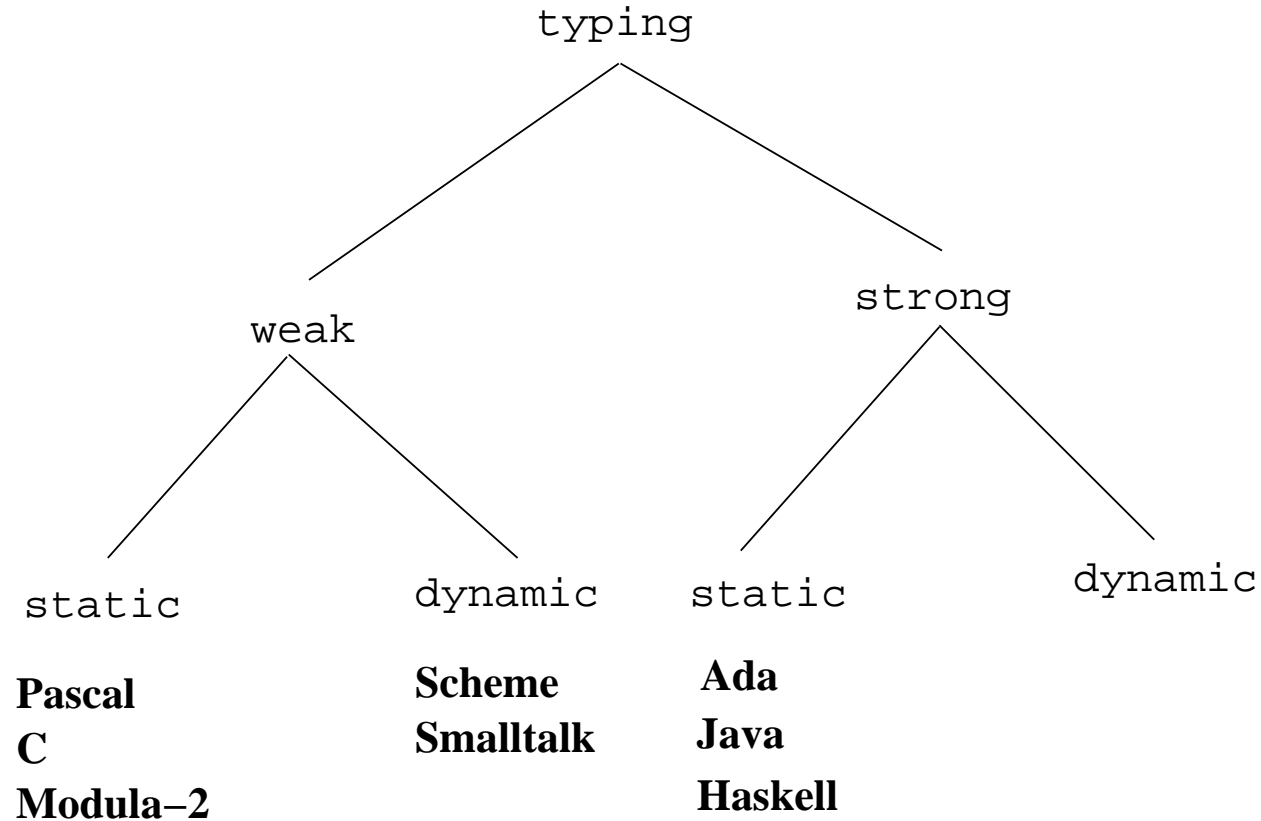 typing
weak
strong
static
dynamic
static
dynamic
Pascal
C
Modula−2
Scheme
Smalltalk
Ada
Java
Haskell